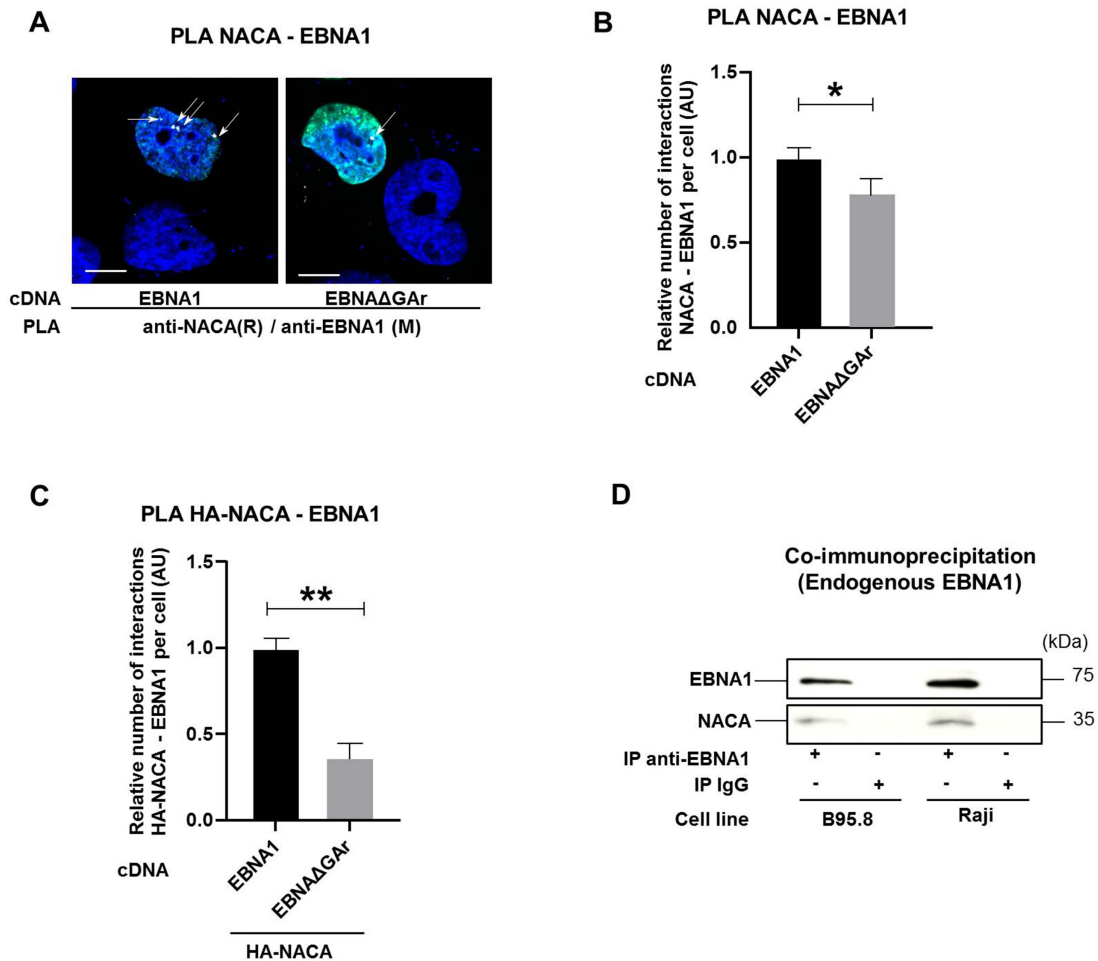 A
PLA NACA - EBNA1
cDNA EBNA1 EBNAΔGAr
PLA anti-NACA(R) / anti-EBNA1 (M)
B
PLA NACA - EBNA1
Relative number of interactions
NACA - EBNA1 per cell (AU)
1.5
1.0
0.5
0.0
*
cDNA
EBNA1
EBNAΔGAr
C
PLA HA-NACA - EBNA1
Relative number of interactions
HA-NACA - EBNA1 per cell (AU)
1.5
1.0
0.5
0.0
**
cDNA
EBNA1
EBNAΔGAr
HA-NACA
D
Co-immunoprecipitation
(Endogenous EBNA1)
(kDa)
EBNA1 75
NACA 35
IP anti-EBNA1 + - + -
IP IgG - + - +
Cell line B95.8 Raji